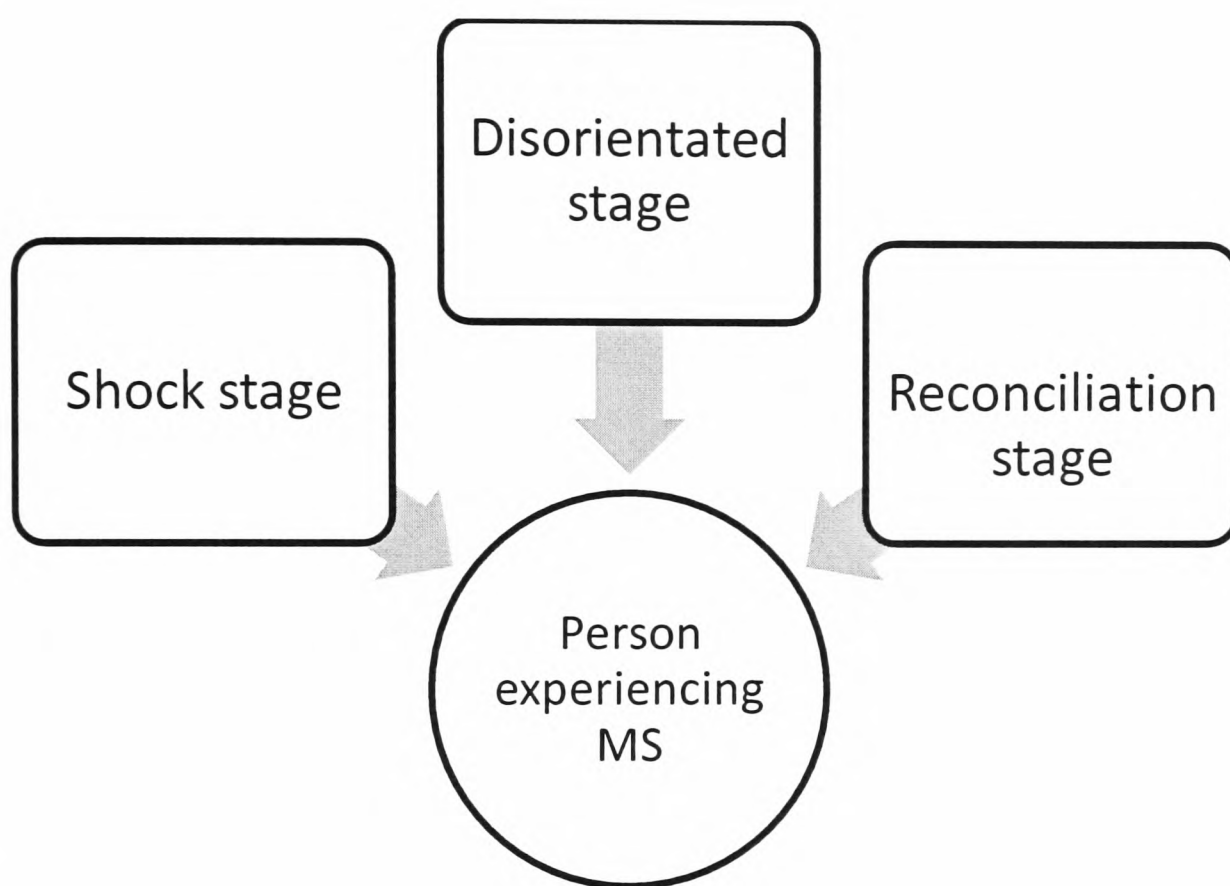 Disorientated
stage
Shock stage
Reconciliation
stage
Person
experiencing
MS